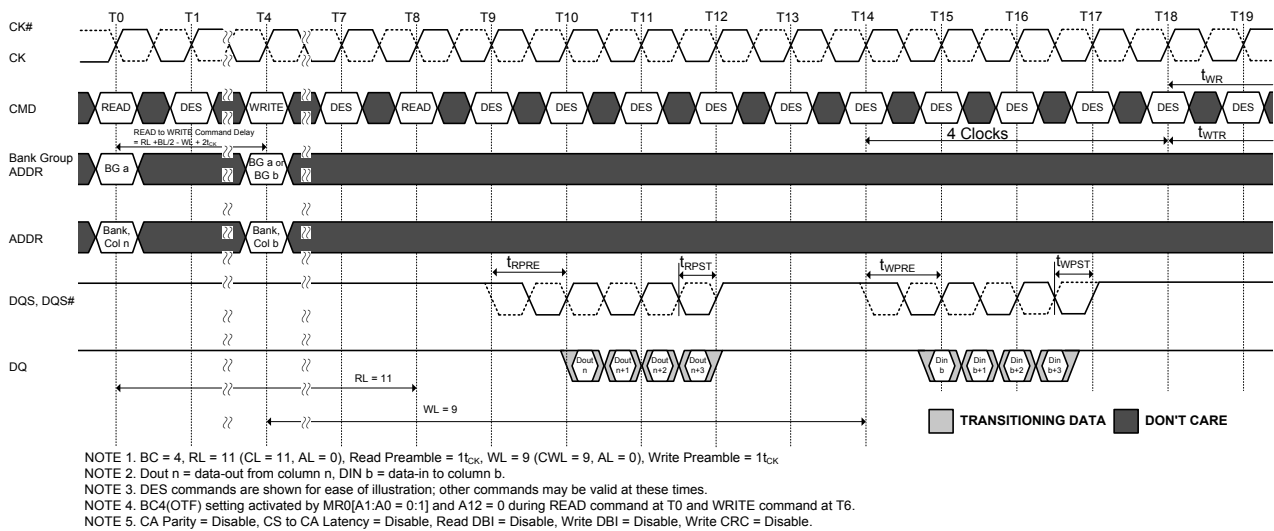 T0 T1 T4 T7 T8 T9 T10 T11 T12 T13 T14 T15 T16 T17 T18 T19
CK#
CK
tWR
CMD READ DES WRITE DES READ DES DES DES DES DES DES DES DES DES DES DES
READ to WRITE Command Delay
= RL +BL/2 - WL + 2tCK
4 Clocks tWTR
Bank Group
ADDR
BG a
BG a or
BG b
ADDR
Bank,
Col n
Bank,
Col b
tRPRE tRPST tWPRE tWPST
DQS, DQS#
DQ
Dout
n
Dout
n+1
Dout
n+2
Dout
n+3
Din
b
Din
b+1
Din
b+2
Din
b+3
RL = 11
WL = 9
TRANSITIONING DATA DON'T CARE
NOTE 1. BC = 4, RL = 11 (CL = 11, AL = 0), Read Preamble = 1tCK, WL = 9 (CWL = 9, AL = 0), Write Preamble = 1tCK
NOTE 2. Dout n = data-out from column n, DIN b = data-in to column b.
NOTE 3. DES commands are shown for ease of illustration; other commands may be valid at these times.
NOTE 4. BC4(OTF) setting activated by MR0[A1:A0 = 0:1] and A12 = 0 during READ command at T0 and WRITE command at T6.
NOTE 5. CA Parity = Disable, CS to CA Latency = Disable, Read DBI = Disable, Write DBI = Disable, Write CRC = Disable.